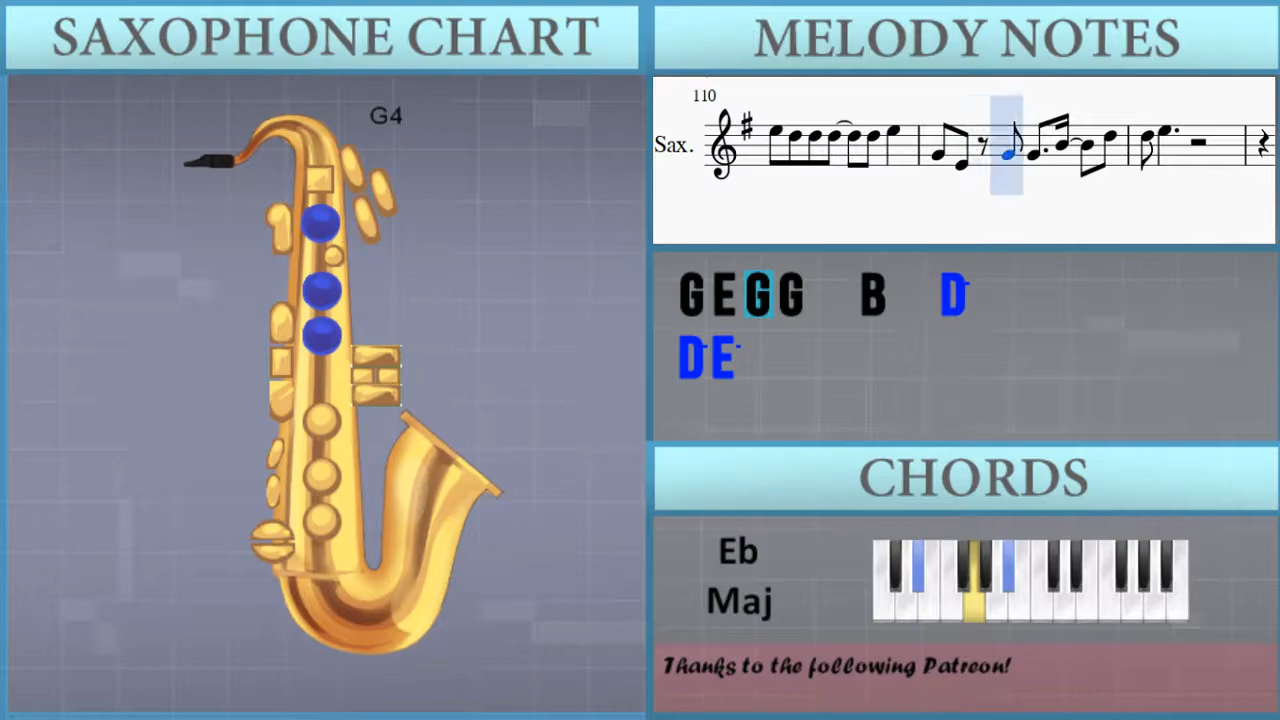 SAXOPHONE CHART
G4
MELODY NOTES
110
Sax.
GEGG B D
DE
CHORDS
Eb
Maj
Thanks to the following Patreon!